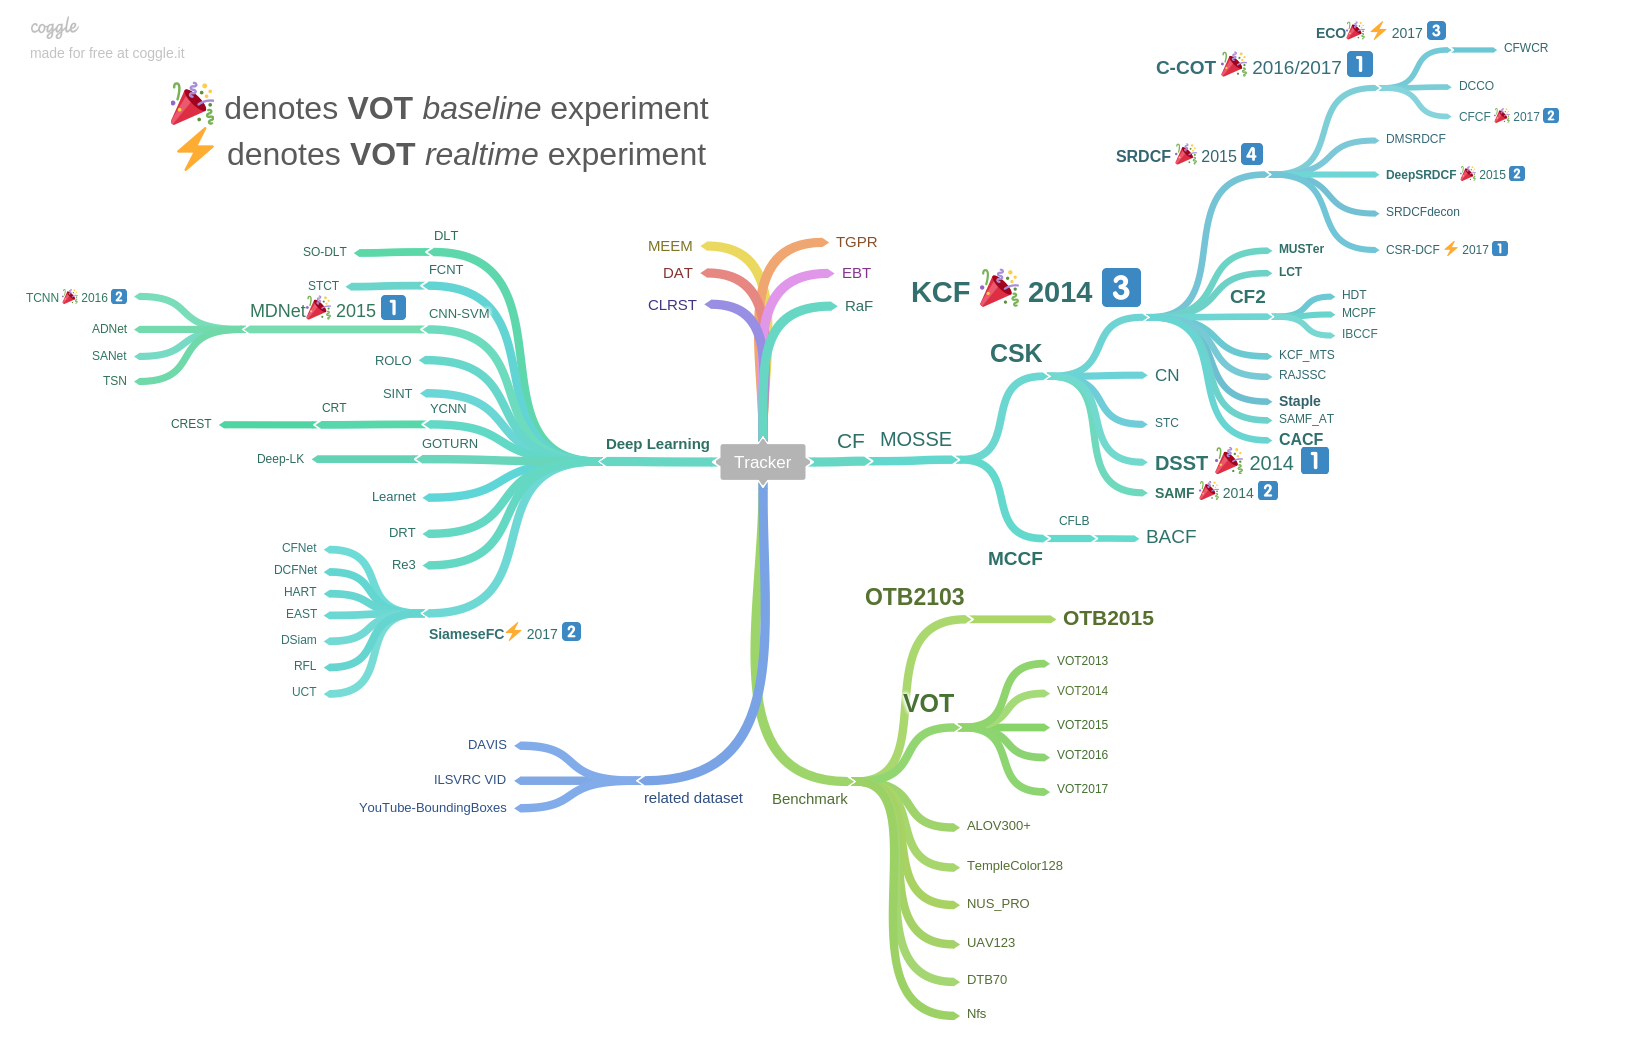 coggle
made for free at coggle.it
🎉 denotes VOT baseline experiment
⚡ denotes VOT realtime experiment
Tracker
Deep Learning
DLT
SO-DLT
FCNT
STCT
CNN-SVM
MDNet🎉 2015 1️⃣
TCNN 🎉 2016 2️⃣
ADNet
SANet
TSN
ROLO
SINT
YCNN
CRT
CREST
GOTURN
Deep-LK
Learnet
DRT
Re3
SiameseFC⚡ 2017 2️⃣
CFNet
DCFNet
HART
EAST
DSiam
RFL
UCT
MEEM
DAT
CLRST
TGPR
EBT
RaF
CF
MOSSE
CSK
KCF 🎉 2014 3️⃣
SRDCF 🎉 2015 4️⃣
C-COT 🎉 2016/2017 1️⃣
ECO🎉 ⚡ 2017 3️⃣
CFWCR
DCCO
CFCF 🎉 2017 2️⃣
DMSRDCF
DeepSRDCF 🎉 2015 2️⃣
SRDCFdecon
CSR-DCF ⚡ 2017 1️⃣
MUSTer
LCT
CF2
HDT
MCPF
IBCCF
KCF_MTS
RAJSSC
Staple
SAMF_AT
CACF
CN
STC
DSST 🎉 2014 1️⃣
SAMF 🎉 2014 2️⃣
MCCF
CFLB
BACF
related dataset
DAVIS
ILSVRC VID
YouTube-BoundingBoxes
Benchmark
OTB2103
OTB2015
VOT
VOT2013
VOT2014
VOT2015
VOT2016
VOT2017
ALOV300+
TempleColor128
NUS_PRO
UAV123
DTB70
Nfs